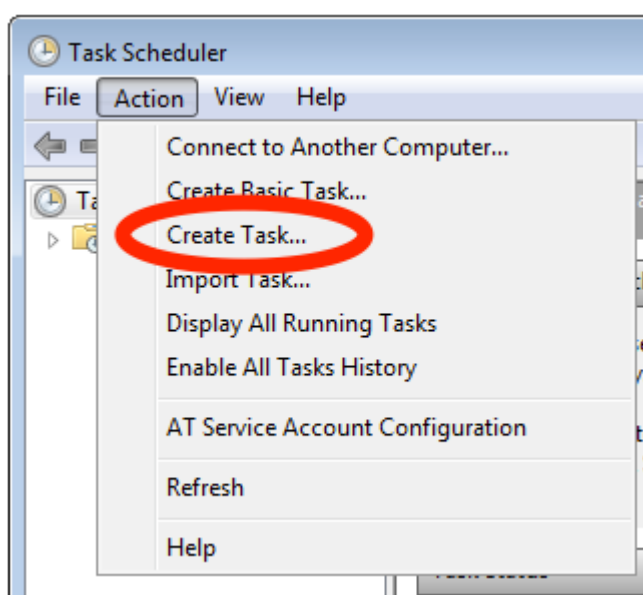 Task Scheduler
File Action View Help
Connect to Another Computer...
Create Basic Task...
Create Task...
Import Task...
Display All Running Tasks
Enable All Tasks History
AT Service Account Configuration
Refresh
Help